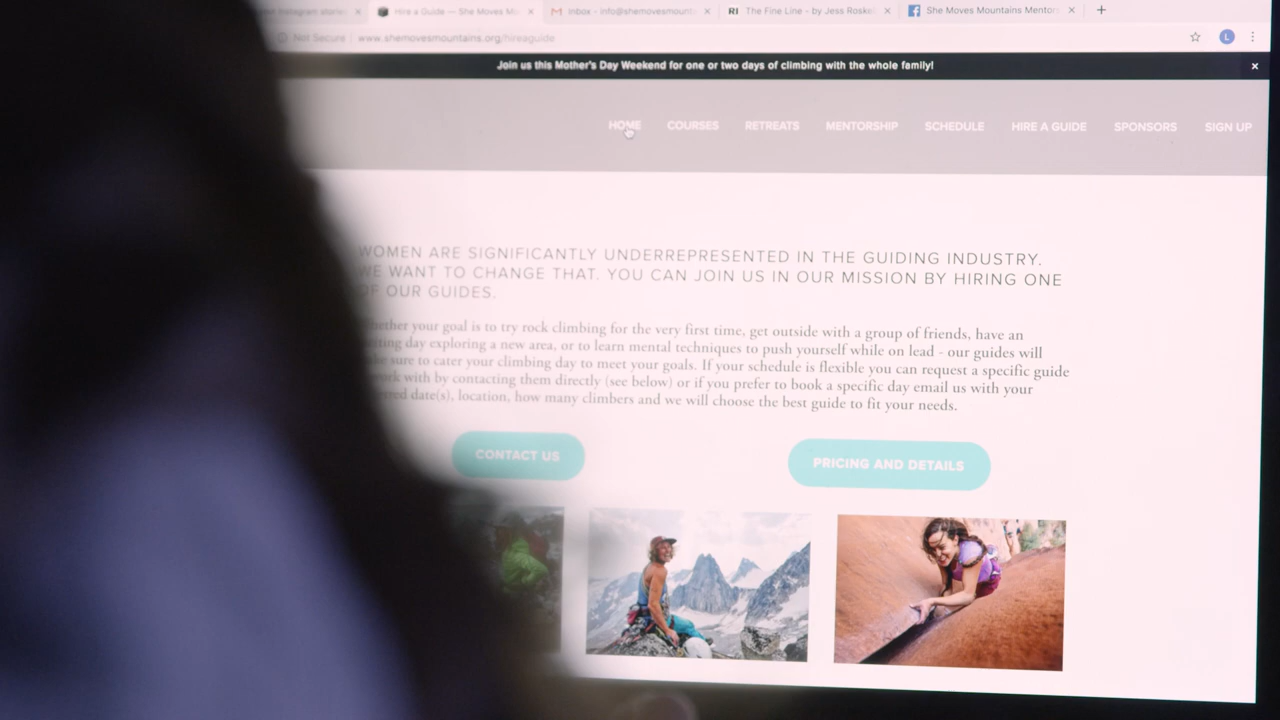 Hire a Guide — She Moves Mo
Inbox - info@shemovesmount
RI The Fine Line - by Jess Roske
She Moves Mountains Mentor
Not Secure | www.shemovesmountains.org/hireaguide
L
Join us this Mother's Day Weekend for one or two days of climbing with the whole family!
HOME COURSES RETREATS MENTORSHIP SCHEDULE HIRE A GUIDE SPONSORS SIGN UP
WOMEN ARE SIGNIFICANTLY UNDERREPRESENTED IN THE GUIDING INDUSTRY.
WE WANT TO CHANGE THAT. YOU CAN JOIN US IN OUR MISSION BY HIRING ONE
OF OUR GUIDES.
your goal is to try rock climbing for the very first time, get outside with a group of friends, have an
day exploring a new area, or to learn mental techniques to push yourself while on lead - our guides will
sure to cater your climbing day to meet your goals. If your schedule is flexible you can request a specific guide
with by contacting them directly (see below) or if you prefer to book a specific day email us with your
date(s), location, how many climbers and we will choose the best guide to fit your needs.
CONTACT US
PRICING AND DETAILS